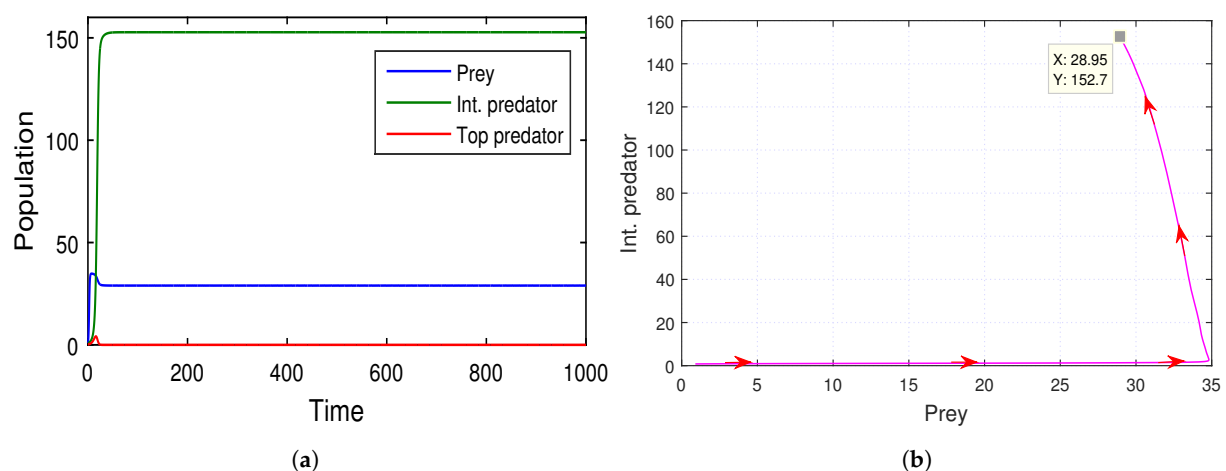 150
100
50
0
Population
Prey
Int. predator
Top predator
0 200 400 600 800 1000
Time
(a)
160
140
120
100
80
60
40
20
0
Int. predator
X: 28.95
Y: 152.7
0 5 10 15 20 25 30 35
Prey
(b)